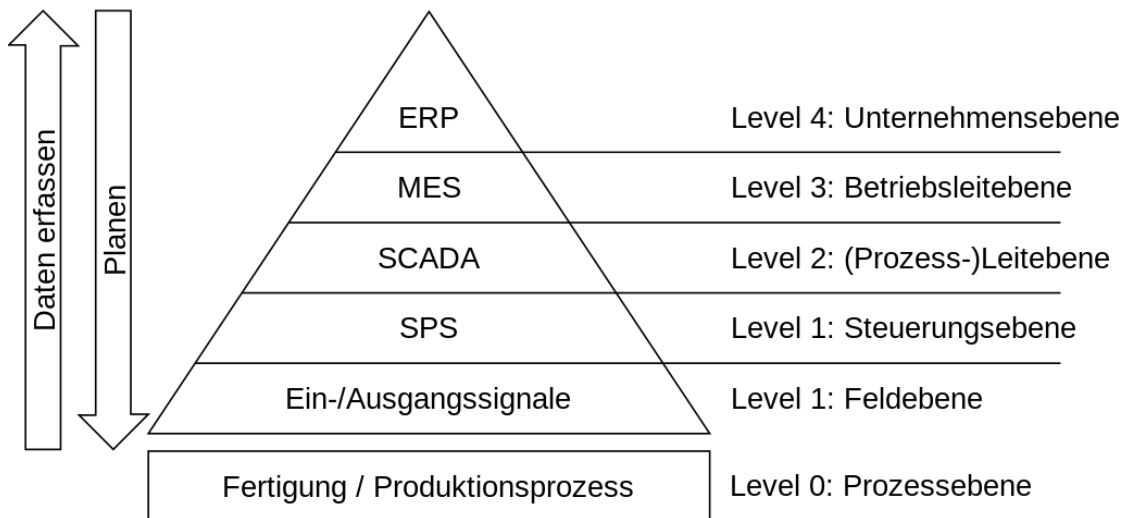 Daten erfassen
Planen
ERP
Level 4: Unternehmensebene
MES
Level 3: Betriebsleitebene
SCADA
Level 2: (Prozess-)Leitebene
SPS
Level 1: Steuerungsebene
Ein-/Ausgangssignale
Level 1: Feldebene
Fertigung / Produktionsprozess
Level 0: Prozessebene